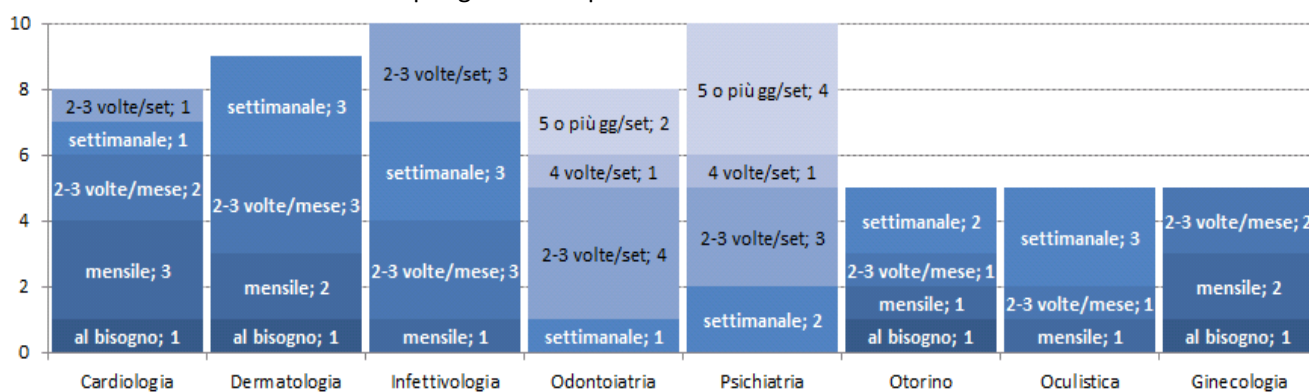 10
8
6
4
2
0
2-3 volte/set; 1
settimanale; 1
2-3 volte/mese; 2
mensile; 3
al bisogno; 1
settimanale; 3
2-3 volte/mese; 3
mensile; 2
al bisogno; 1
2-3 volte/set; 3
settimanale; 3
2-3 volte/mese; 3
mensile; 1
5 o più gg/set; 2
4 volte/set; 1
2-3 volte/set; 4
settimanale; 1
5 o più gg/set; 4
4 volte/set; 1
2-3 volte/set; 3
settimanale; 2
settimanale; 2
2-3 volte/mese; 1
mensile; 1
al bisogno; 1
settimanale; 3
2-3 volte/mese; 1
mensile; 1
2-3 volte/mese; 2
mensile; 2
al bisogno; 1
Cardiologia Dermatologia Infettivologia Odontoiatria Psichiatria Otorino Oculistica Ginecologia